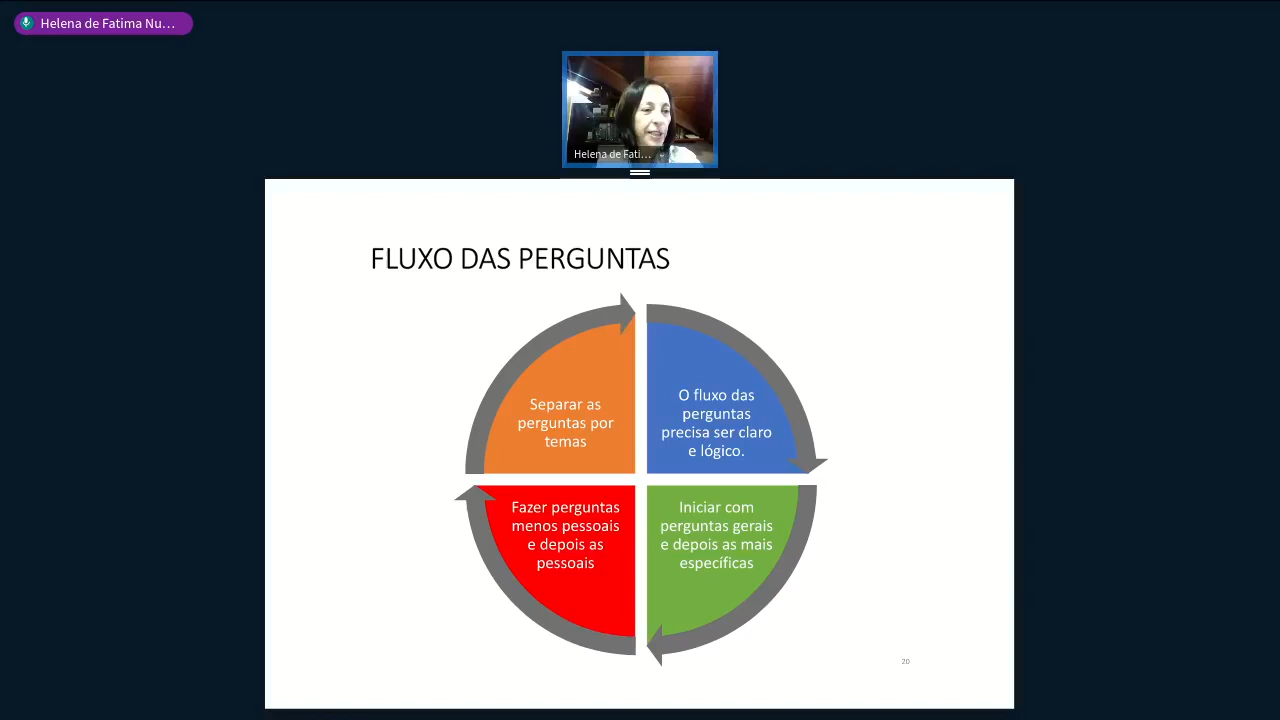 Helena de Fatima Nu...
Helena de Fati...
FLUXO DAS PERGUNTAS
Separar as
perguntas por
temas
O fluxo das
perguntas
precisa ser claro
e lógico.
Fazer perguntas
menos pessoais
e depois as
pessoais
Iniciar com
perguntas gerais
e depois as mais
específicas
20